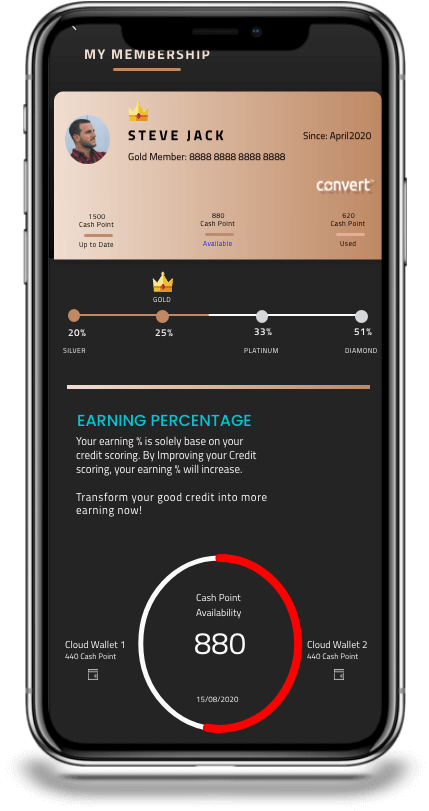 MY MEMBERSHIP
STEVE JACK
Since: April2020
Gold Member: 8888 8888 8888 8888
convert
1500 880 620
Cash Point Cash Point Cash Point
Up to Date Available Used
GOLD
20% 25% 33% 51%
SILVER PLATINUM DIAMOND
EARNING PERCENTAGE
Your earning % is solely base on your
credit scoring. By Improving your Credit
scoring, your earning % will increase.
Transform your good credit into more
earning now!
Cash Point
Availability
880
Cloud Wallet 1 Cloud Wallet 2
440 Cash Point 440 Cash Point
15/08/2020